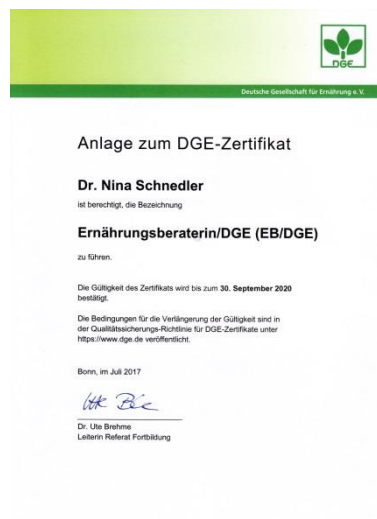 DGE
Deutsche Gesellschaft für Ernährung e. V.
Anlage zum DGE-Zertifikat
Dr. Nina Schnedler
ist berechtigt, die Bezeichnung
Ernährungsberaterin/DGE (EB/DGE)
zu führen.
Die Gültigkeit des Zertifikats wird bis zum 30. September 2020
bestätigt.
Die Bedingungen für die Verlängerung der Gültigkeit sind in
der Qualitätssicherungs-Richtlinie für DGE-Zertifikate unter
https://www.dge.de veröffentlicht.
Bonn, im Juli 2017
Dr. Ute Brehme
Leiterin Referat Fortbildung